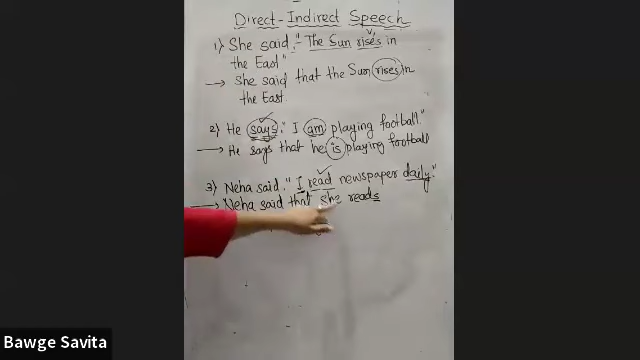 Direct-Indirect Speech
1) She said, "The Sun rises in
the East"
→ She said that the Sun rises in
the East.
2) He says, "I am playing football."
→ He says that he is playing football
3) Neha said, "I read newspaper daily."
→ Neha said that she reads
Bawge Savita